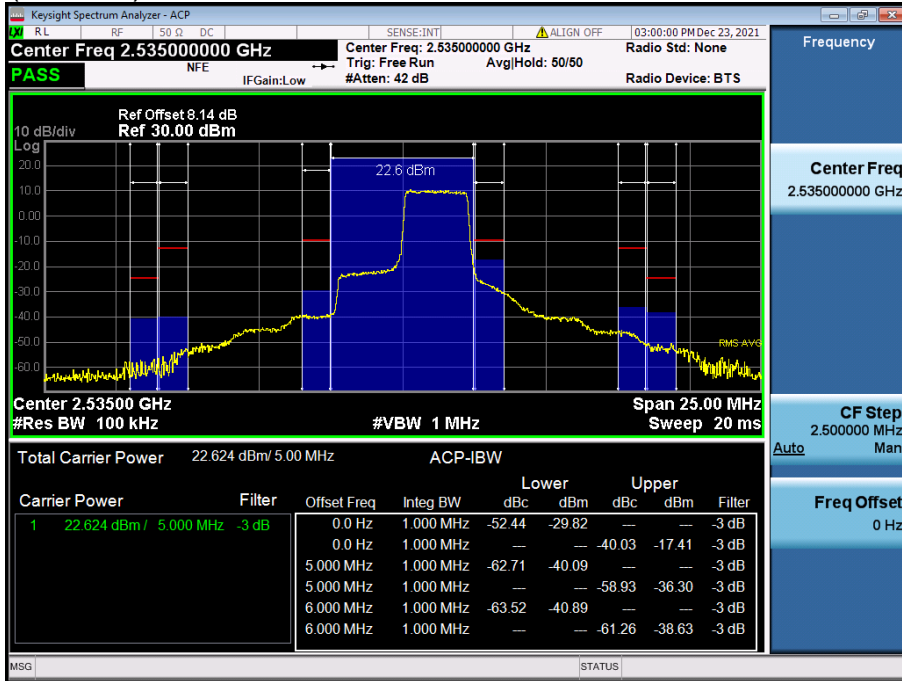 Keysight Spectrum Analyzer - ACP
LXI RL RF 50 Ω DC SENSE:INT ALIGN OFF 03:00:00 PM Dec 23, 2021
Center Freq 2.535000000 GHz Center Freq: 2.535000000 GHz Radio Std: None
NFE Trig: Free Run Avg|Hold: 50/50
PASS IFGain:Low #Atten: 42 dB Radio Device: BTS
Ref Offset 8.14 dB
10 dB/div Ref 30.00 dBm
Log
20.0
10.0
0.00
-10.0
-20.0
-30.0
-40.0
-50.0
-60.0
22.6 dBm
RMS AVG
Center 2.53500 GHz Span 25.00 MHz
#Res BW 100 kHz #VBW 1 MHz Sweep 20 ms
Total Carrier Power 22.624 dBm/ 5.00 MHz ACP-IBW
Lower Upper
Carrier Power Filter Offset Freq Integ BW dBc dBm dBc dBm Filter
1 22.624 dBm / 5.000 MHz -3 dB 0.0 Hz 1.000 MHz -52.44 -29.82 --- --- -3 dB
0.0 Hz 1.000 MHz --- --- -40.03 -17.41 -3 dB
5.000 MHz 1.000 MHz -62.71 -40.09 --- --- -3 dB
5.000 MHz 1.000 MHz --- --- -58.93 -36.30 -3 dB
6.000 MHz 1.000 MHz -63.52 -40.89 --- --- -3 dB
6.000 MHz 1.000 MHz --- --- -61.26 -38.63 -3 dB
MSG STATUS
Frequency
Center Freq
2.535000000 GHz
CF Step
2.500000 MHz
Auto Man
Freq Offset
0 Hz